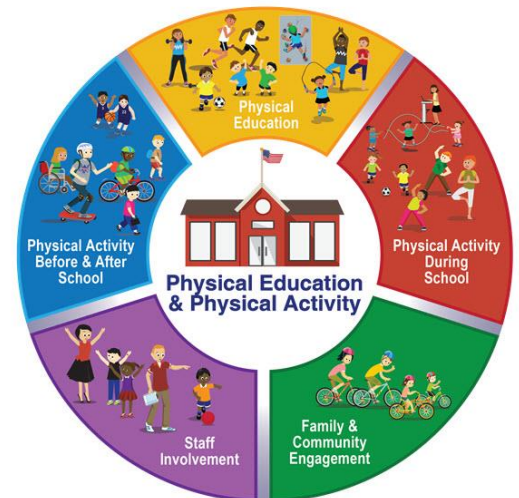 Physical
Education
Physical Activity
Before & After
School
Physical Activity
During
School
Physical Education
& Physical Activity
Staff
Involvement
Family &
Community
Engagement